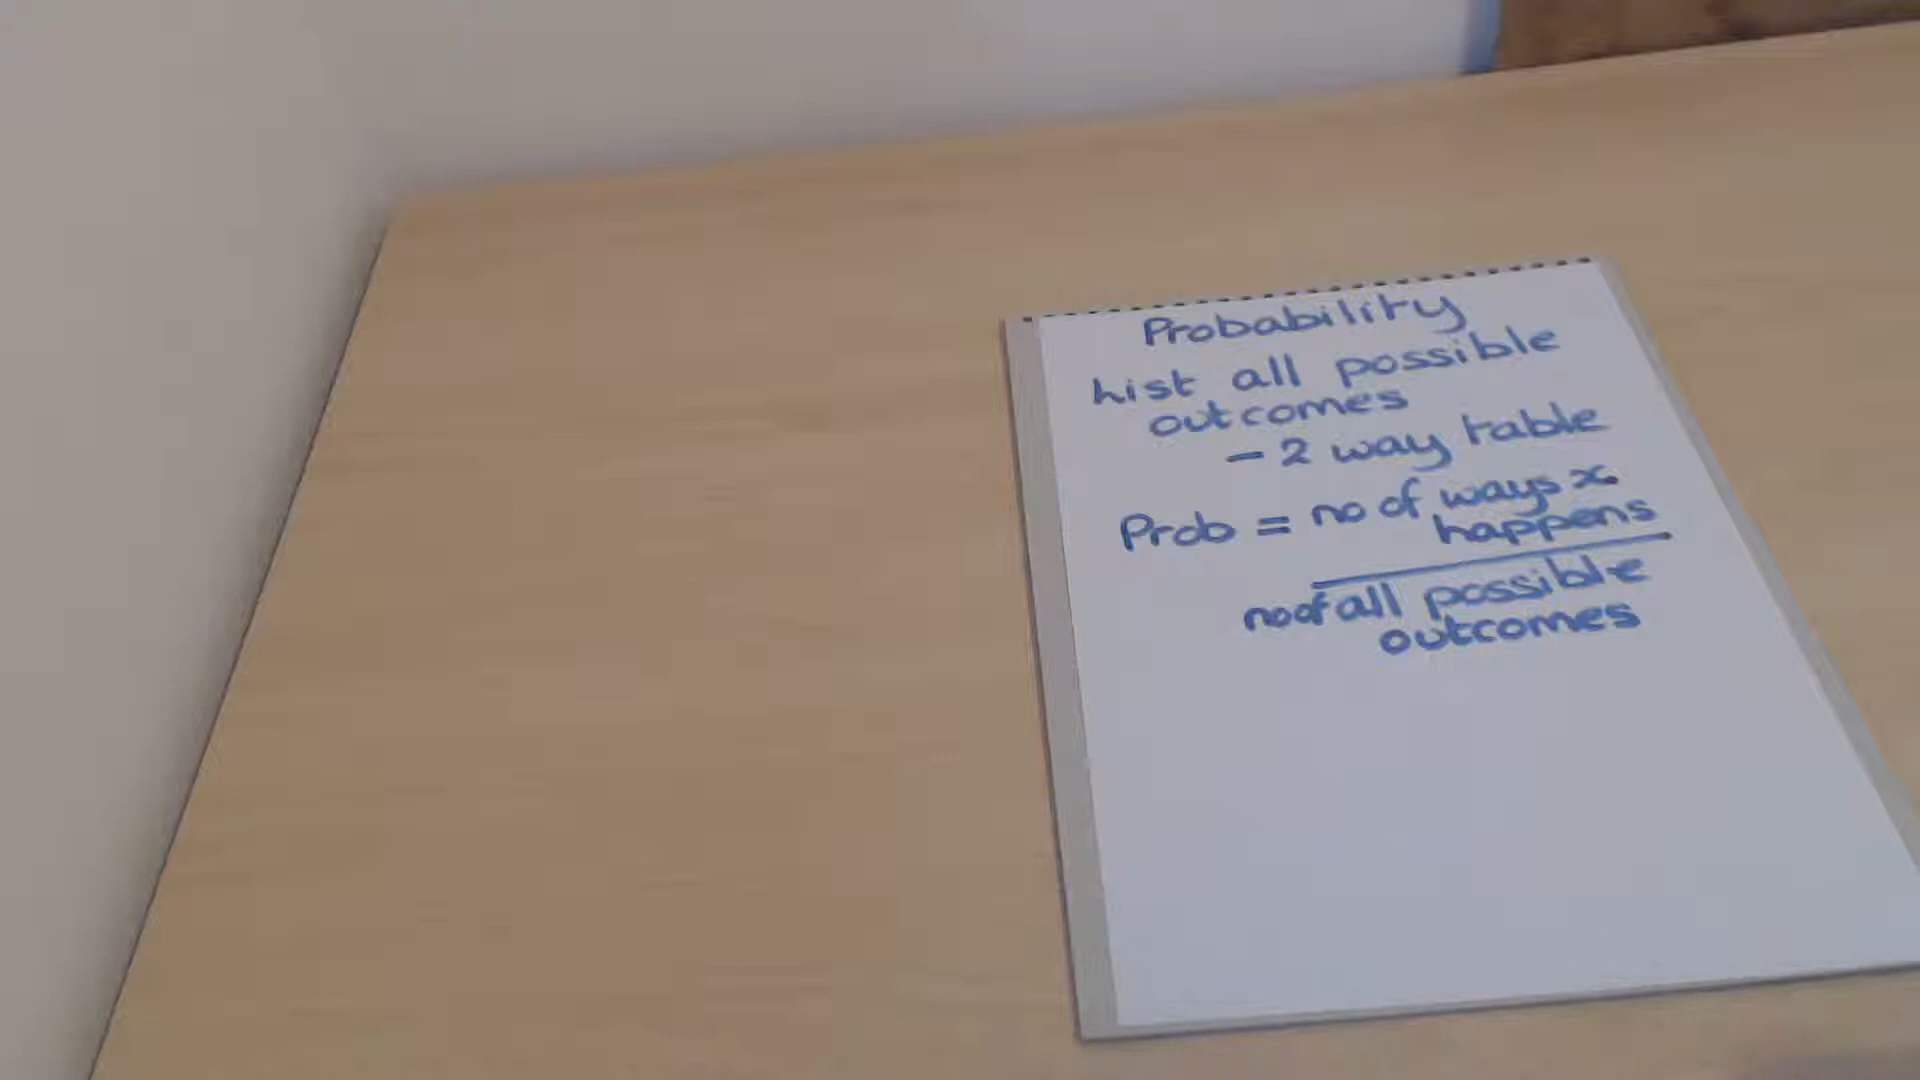 Probability
List all possible
outcomes
- 2 way table
Prob = no of ways x
happens
no of all possible
outcomes